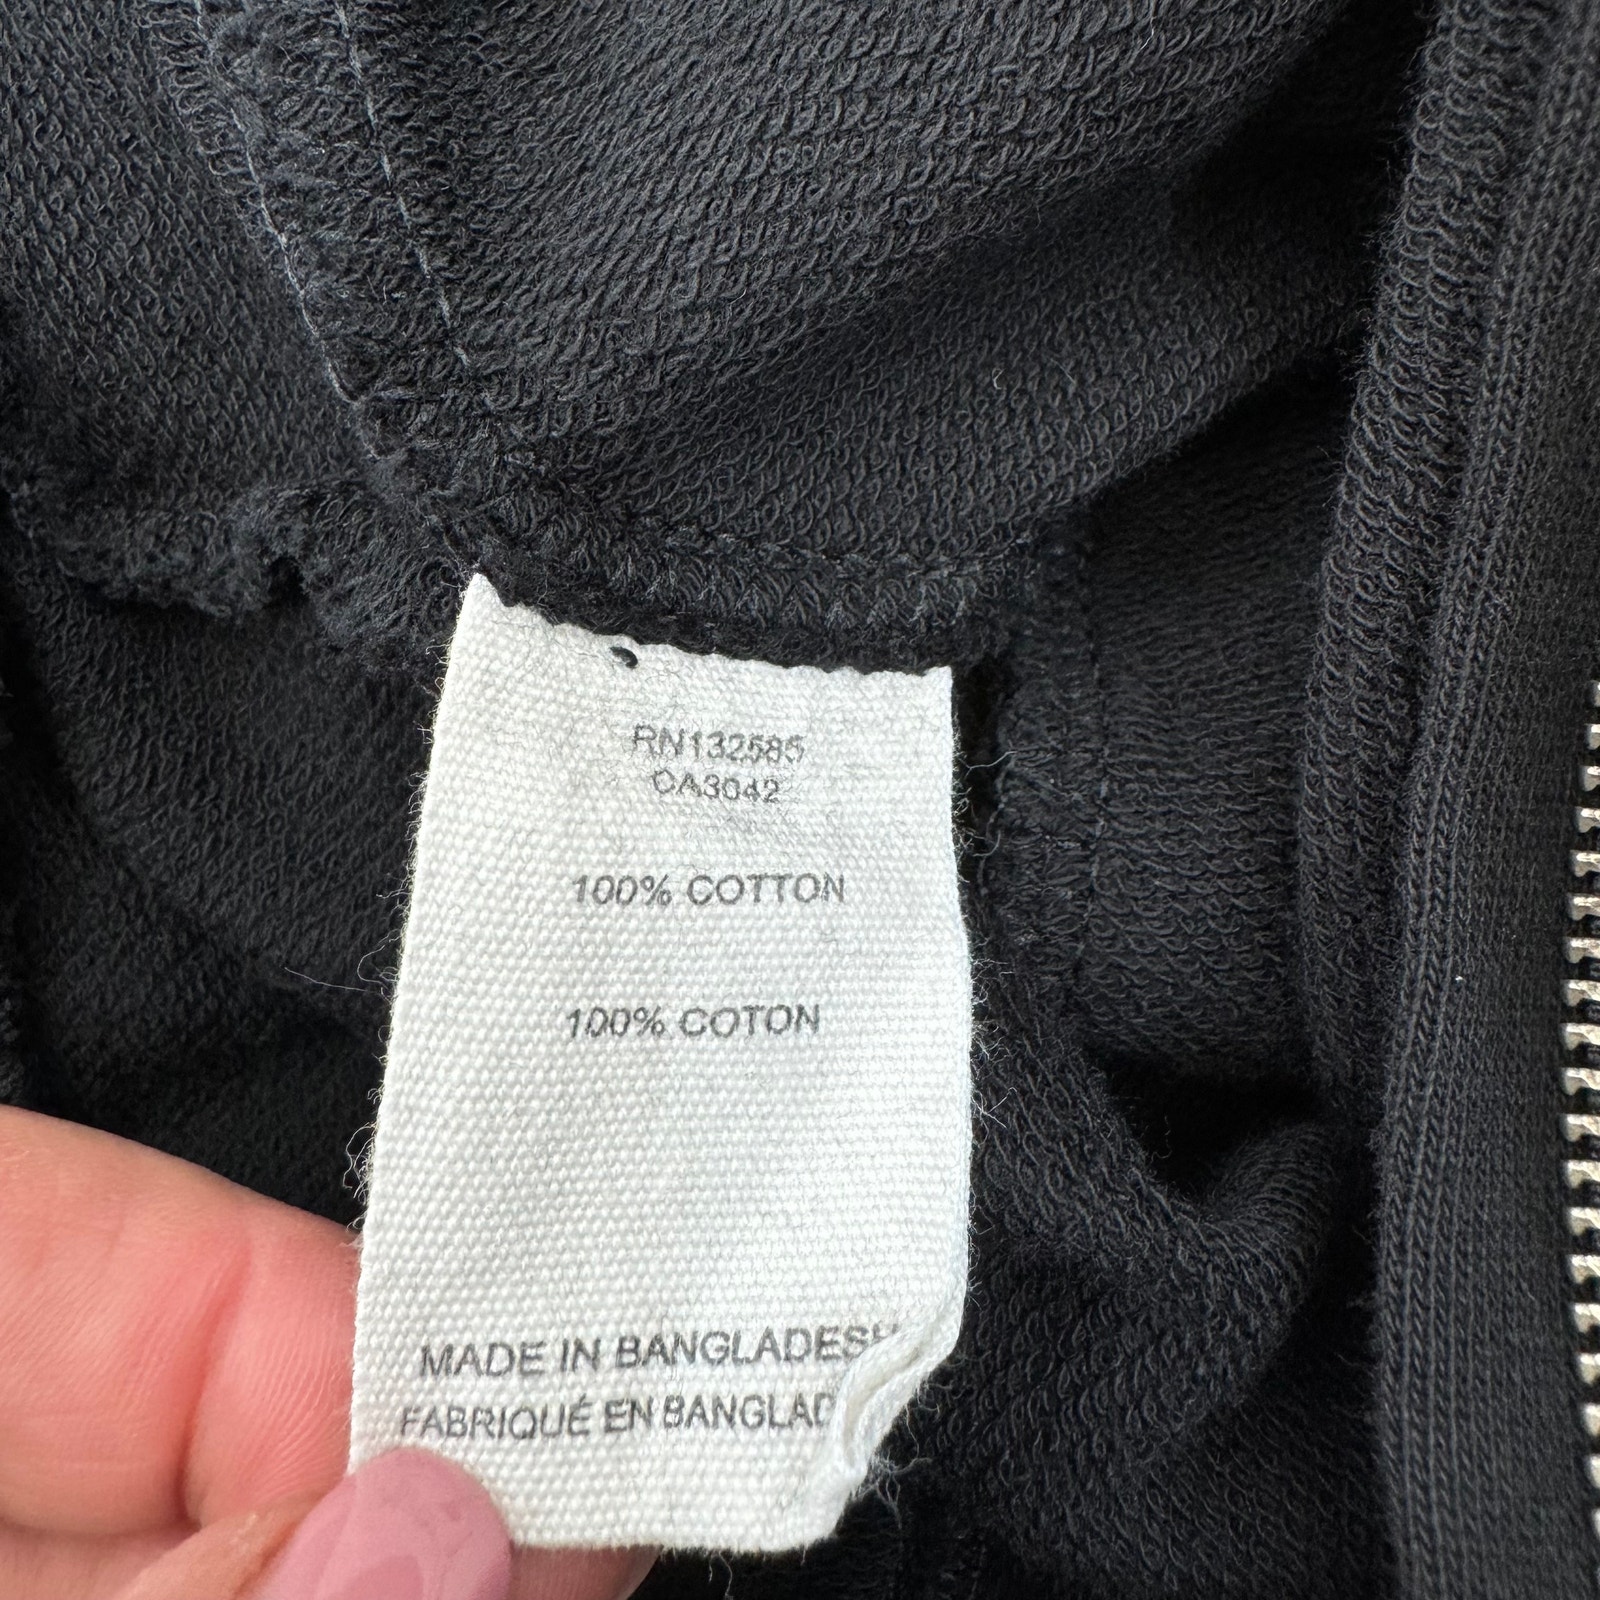 RN132585
CA3042
100% COTTON
100% COTON
MADE IN BANGLADESH
FABRIQUÉ EN BANGLAD